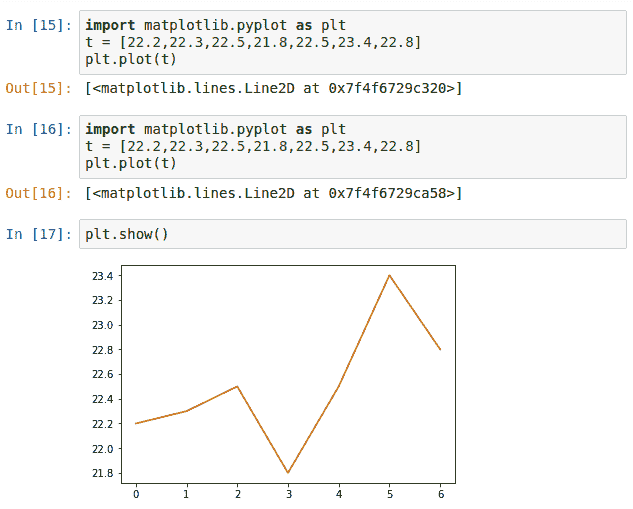 In [15]: import matplotlib.pyplot as plt
t = [22.2,22.3,22.5,21.8,22.5,23.4,22.8]
plt.plot(t)
Out[15]: [<matplotlib.lines.Line2D at 0x7f4f6729c320>]
In [16]: import matplotlib.pyplot as plt
t = [22.2,22.3,22.5,21.8,22.5,23.4,22.8]
plt.plot(t)
Out[16]: [<matplotlib.lines.Line2D at 0x7f4f6729ca58>]
In [17]: plt.show()
23.4
23.2
23.0
22.8
22.6
22.4
22.2
22.0
21.8
0 1 2 3 4 5 6